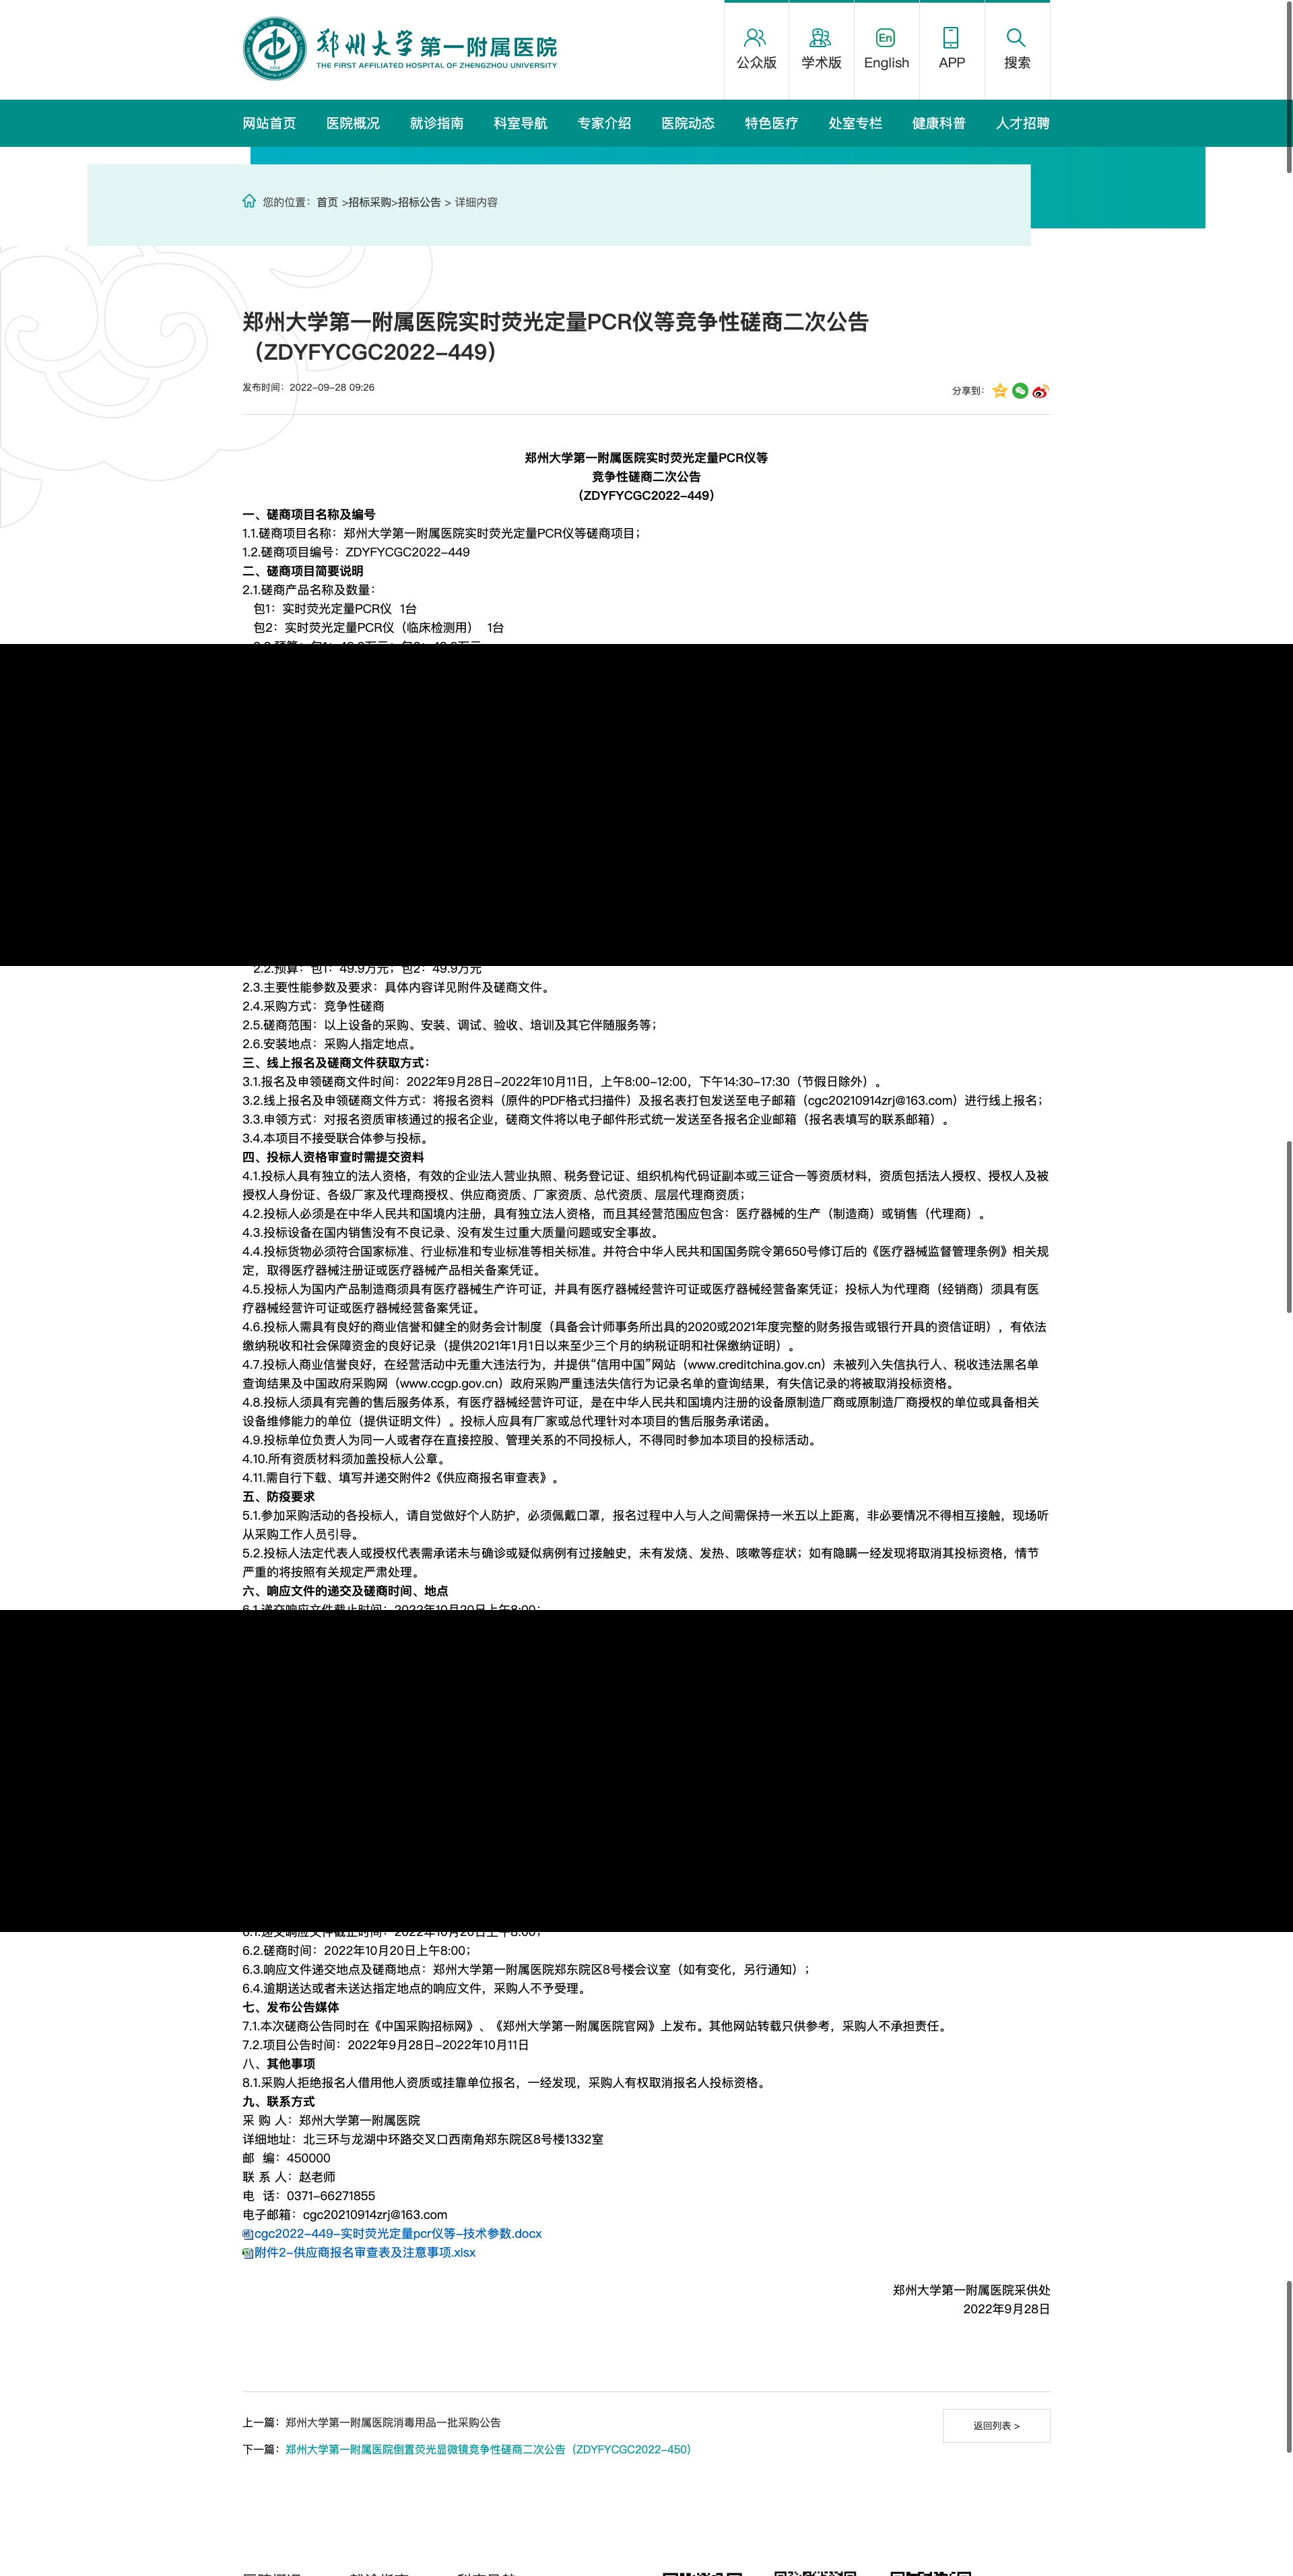 郑州大学第一附属医院
THE FIRST AFFILIATED HOSPITAL OF ZHENGZHOU UNIVERSITY
公众版
学术版
En
English
APP
搜索
网站首页 医院概况 就诊指南 科室导航 专家介绍 医院动态 特色医疗 处室专栏 健康科普 人才招聘
您的位置：首页 >招标采购>招标公告 > 详细内容
郑州大学第一附属医院实时荧光定量PCR仪等竞争性磋商二次公告
（ZDYFYCGC2022-449）
发布时间：2022-09-28 09:26
分享到：
郑州大学第一附属医院实时荧光定量PCR仪等
竞争性磋商二次公告
（ZDYFYCGC2022-449）
一、磋商项目名称及编号
1.1.磋商项目名称：郑州大学第一附属医院实时荧光定量PCR仪等磋商项目；
1.2.磋商项目编号：ZDYFYCGC2022-449
二、磋商项目简要说明
2.1.磋商产品名称及数量：
包1：实时荧光定量PCR仪 1台
包2：实时荧光定量PCR仪（临床检测用） 1台
2.2.预算：包1：49.9万元；包2：49.9万元
2.3.主要性能参数及要求：具体内容详见附件及磋商文件。
2.4.采购方式：竞争性磋商
2.5.磋商范围：以上设备的采购、安装、调试、验收、培训及其它伴随服务等；
2.6.安装地点：采购人指定地点。
三、线上报名及磋商文件获取方式：
3.1.报名及申领磋商文件时间：2022年9月28日-2022年10月11日，上午8:00-12:00，下午14:30-17:30（节假日除外）。
3.2.线上报名及申领磋商文件方式：将报名资料（原件的PDF格式扫描件）及报名表打包发送至电子邮箱（cgc20210914zrj@163.com）进行线上报名；
3.3.申领方式：对报名资质审核通过的报名企业，磋商文件将以电子邮件形式统一发送至各报名企业邮箱（报名表填写的联系邮箱）。
3.4.本项目不接受联合体参与投标。
四、投标人资格审查时需提交资料
4.1.投标人具有独立的法人资格，有效的企业法人营业执照、税务登记证、组织机构代码证副本或三证合一等资质材料，资质包括法人授权、授权人及被
授权人身份证、各级厂家及代理商授权、供应商资质、厂家资质、总代资质、层层代理商资质；
4.2.投标人必须是在中华人民共和国境内注册，具有独立法人资格，而且其经营范围应包含：医疗器械的生产（制造商）或销售（代理商）。
4.3.投标设备在国内销售没有不良记录、没有发生过重大质量问题或安全事故。
4.4.投标货物必须符合国家标准、行业标准和专业标准等相关标准。并符合中华人民共和国国务院令第650号修订后的《医疗器械监督管理条例》相关规
定，取得医疗器械注册证或医疗器械产品相关备案凭证。
4.5.投标人为国内产品制造商须具有医疗器械生产许可证，并具有医疗器械经营许可证或医疗器械经营备案凭证；投标人为代理商（经销商）须具有医
疗器械经营许可证或医疗器械经营备案凭证。
4.6.投标人需具有良好的商业信誉和健全的财务会计制度（具备会计师事务所出具的2020或2021年度完整的财务报告或银行开具的资信证明），有依法
缴纳税收和社会保障资金的良好记录（提供2021年1月1日以来至少三个月的纳税证明和社保缴纳证明）。
4.7.投标人商业信誉良好，在经营活动中无重大违法行为，并提供“信用中国”网站（www.creditchina.gov.cn）未被列入失信执行人、税收违法黑名单
查询结果及中国政府采购网（www.ccgp.gov.cn）政府采购严重违法失信行为记录名单的查询结果，有失信记录的将被取消投标资格。
4.8.投标人须具有完善的售后服务体系，有医疗器械经营许可证，是在中华人民共和国境内注册的设备原制造厂商或原制造厂商授权的单位或具备相关
设备维修能力的单位（提供证明文件）。投标人应具有厂家或总代理针对本项目的售后服务承诺函。
4.9.投标单位负责人为同一人或者存在直接控股、管理关系的不同投标人，不得同时参加本项目的投标活动。
4.10.所有资质材料须加盖投标人公章。
4.11.需自行下载、填写并递交附件2《供应商报名审查表》。
五、防疫要求
5.1.参加采购活动的各投标人，请自觉做好个人防护，必须佩戴口罩，报名过程中人与人之间需保持一米五以上距离，非必要情况不得相互接触，现场听
从采购工作人员引导。
5.2.投标人法定代表人或授权代表需承诺未与确诊或疑似病例有过接触史，未有发烧、发热、咳嗽等症状；如有隐瞒一经发现将取消其投标资格，情节
严重的将按照有关规定严肃处理。
六、响应文件的递交及磋商时间、地点
6.1.递交响应文件截止时间：2022年10月20日上午8:00；
6.2.磋商时间：2022年10月20日上午8:00；
6.3.响应文件递交地点及磋商地点：郑州大学第一附属医院郑东院区8号楼会议室（如有变化，另行通知）；
6.4.逾期送达或者未送达指定地点的响应文件，采购人不予受理。
七、发布公告媒体
7.1.本次磋商公告同时在《中国采购招标网》、《郑州大学第一附属医院官网》上发布。其他网站转载只供参考，采购人不承担责任。
7.2.项目公告时间：2022年9月28日-2022年10月11日
八、其他事项
8.1.采购人拒绝报名人借用他人资质或挂靠单位报名，一经发现，采购人有权取消报名人投标资格。
九、联系方式
采 购 人：郑州大学第一附属医院
详细地址：北三环与龙湖中环路交叉口西南角郑东院区8号楼1332室
邮 编：450000
联 系 人：赵老师
电 话：0371-66271855
电子邮箱：cgc20210914zrj@163.com
cgc2022-449-实时荧光定量pcr仪等-技术参数.docx
附件2-供应商报名审查表及注意事项.xlsx
郑州大学第一附属医院采供处
2022年9月28日
上一篇：郑州大学第一附属医院消毒用品一批采购公告
返回列表 >
下一篇：郑州大学第一附属医院倒置荧光显微镜竞争性磋商二次公告（ZDYFYCGC2022-450）